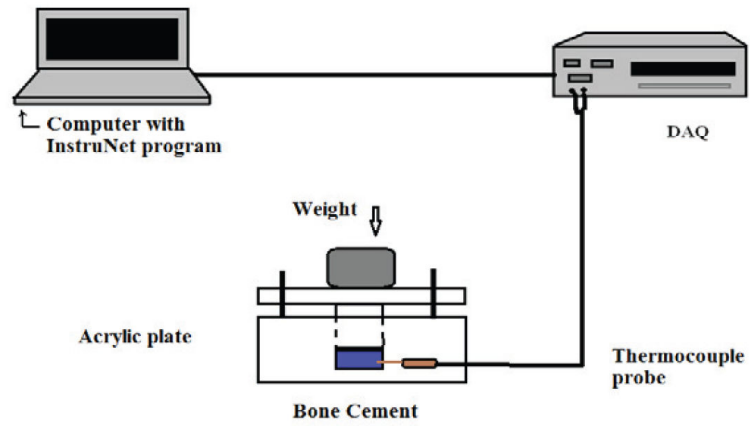 Computer with
InstruNet program
DAQ
Weight
Acrylic plate
Thermocouple
probe
Bone Cement